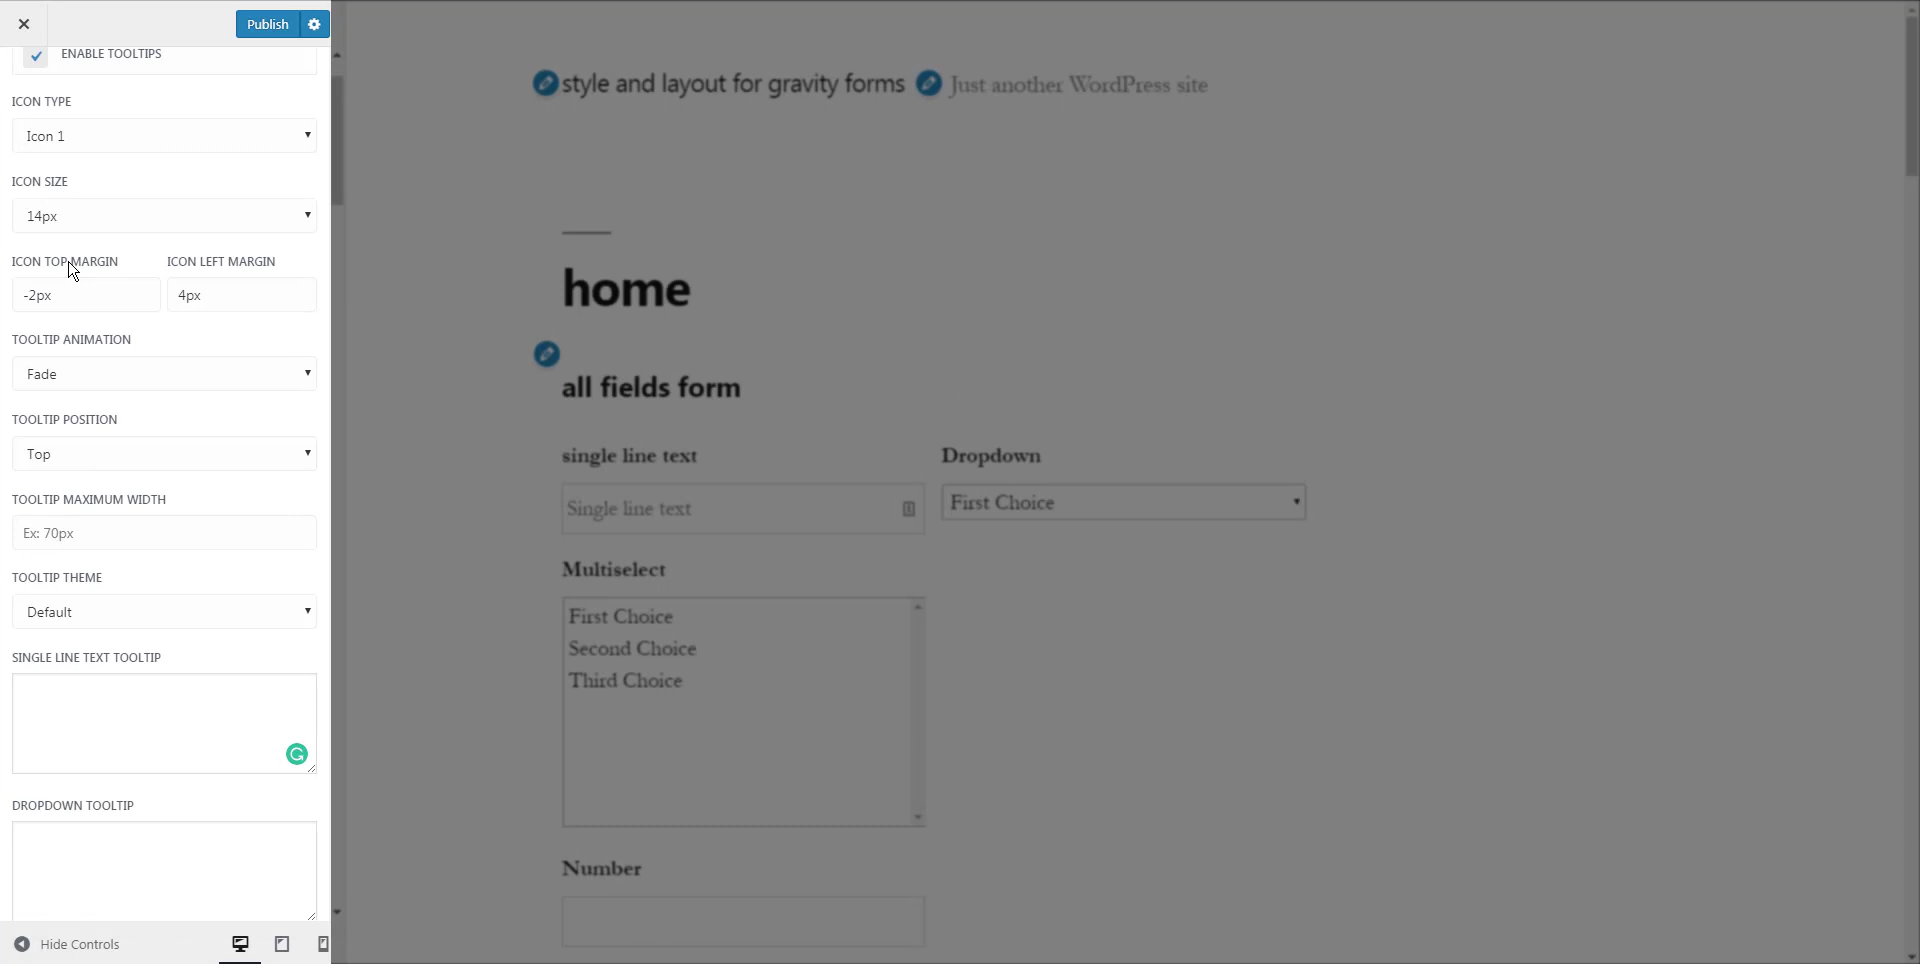 Publish
ENABLE TOOLTIPS
ICON TYPE
Icon 1
ICON SIZE
14px
ICON TOP MARGIN
ICON LEFT MARGIN
-2px
4px
TOOLTIP ANIMATION
Fade
TOOLTIP POSITION
Top
TOOLTIP MAXIMUM WIDTH
Ex: 70px
TOOLTIP THEME
Default
SINGLE LINE TEXT TOOLTIP
DROPDOWN TOOLTIP
Hide Controls
style and layout for gravity forms
Just another WordPress site
home
all fields form
single line text
Dropdown
Single line text
First Choice
Multiselect
First Choice
Second Choice
Third Choice
Number